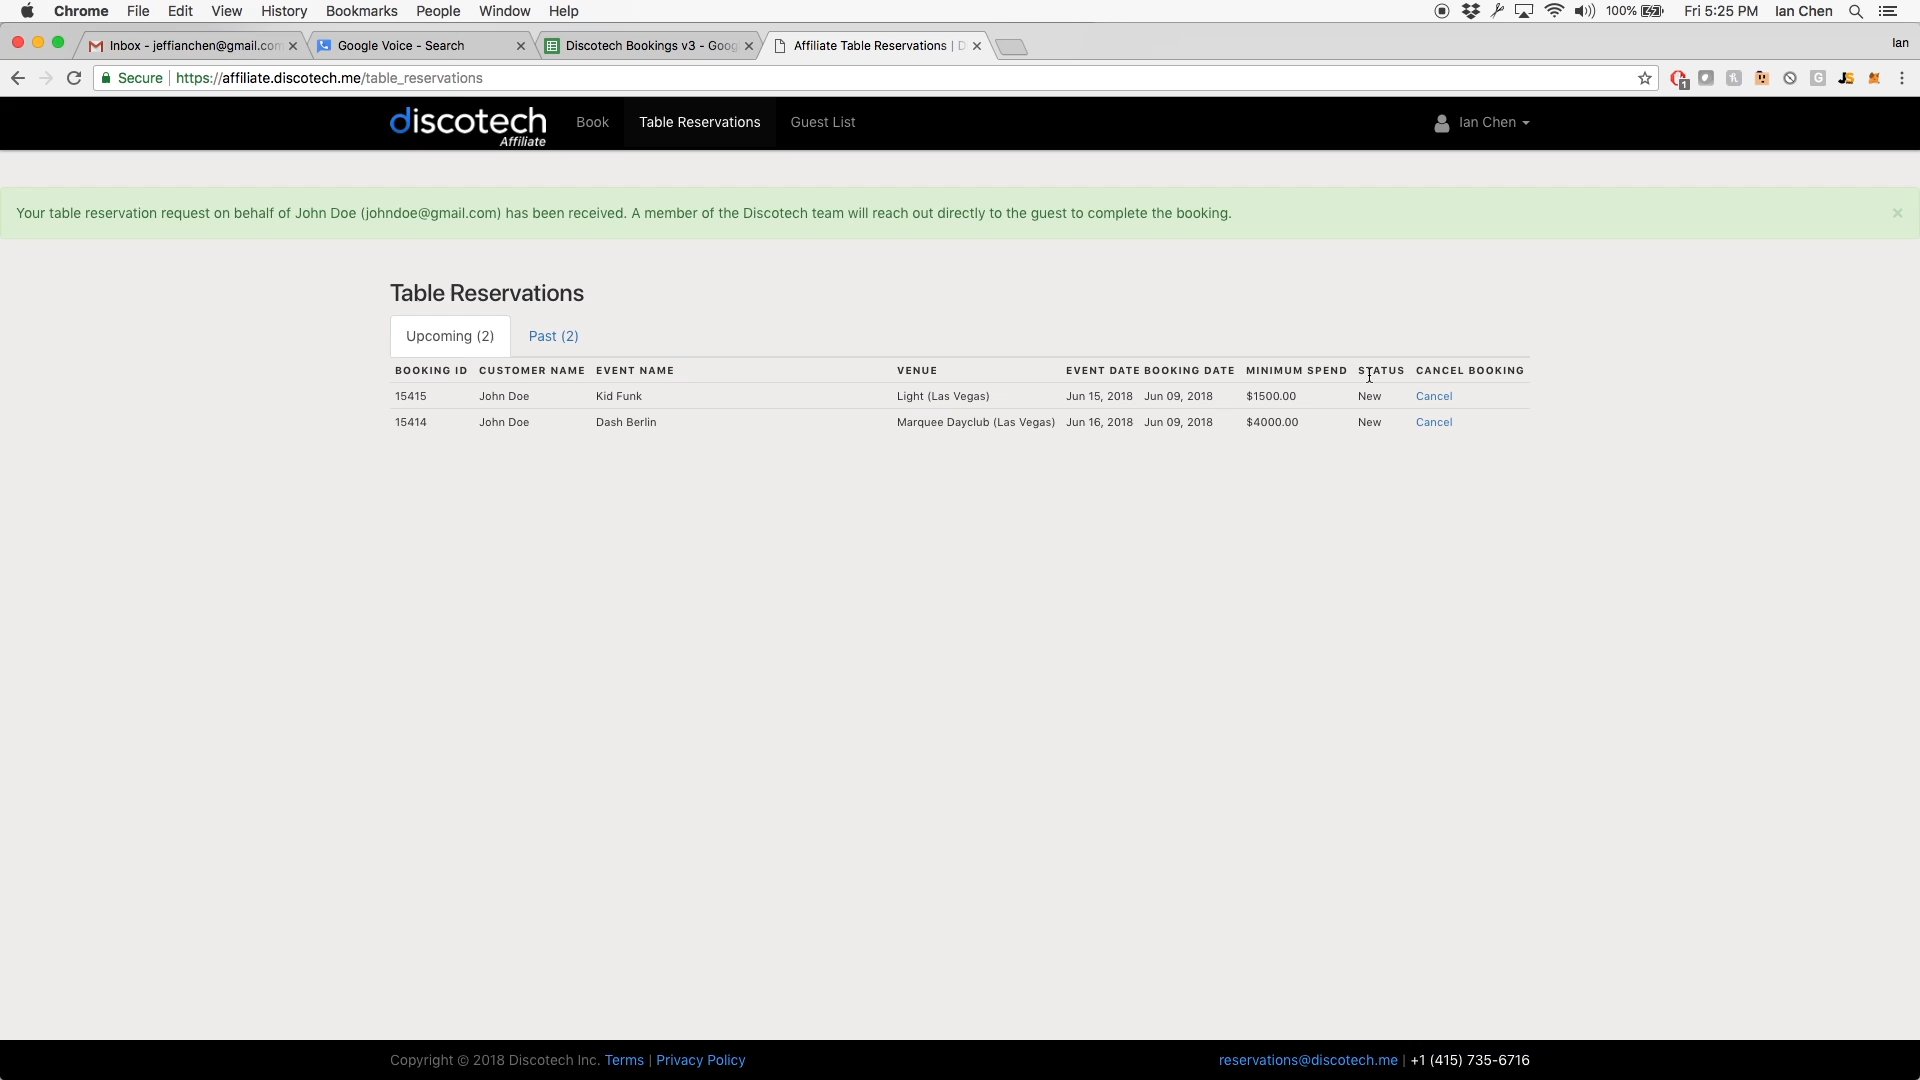 Chrome File Edit View History Bookmarks People Window Help 100% Fri 5:25 PM Ian Chen
Inbox - jeffianchen@gmail.com Google Voice - Search Discotech Bookings v3 - Goog Affiliate Table Reservations | D Ian
Secure https://affiliate.discotech.me/table_reservations
discotech Affiliate Book Table Reservations Guest List Ian Chen
Your table reservation request on behalf of John Doe (johndoe@gmail.com) has been received. A member of the Discotech team will reach out directly to the guest to complete the booking. ×
Table Reservations
Upcoming (2) Past (2)
BOOKING ID CUSTOMER NAME EVENT NAME VENUE EVENT DATE BOOKING DATE MINIMUM SPEND STATUS CANCEL BOOKING
15415 John Doe Kid Funk Light (Las Vegas) Jun 15, 2018 Jun 09, 2018 $1500.00 New Cancel
15414 John Doe Dash Berlin Marquee Dayclub (Las Vegas) Jun 16, 2018 Jun 09, 2018 $4000.00 New Cancel
Copyright © 2018 Discotech Inc. Terms | Privacy Policy reservations@discotech.me | +1 (415) 735-6716